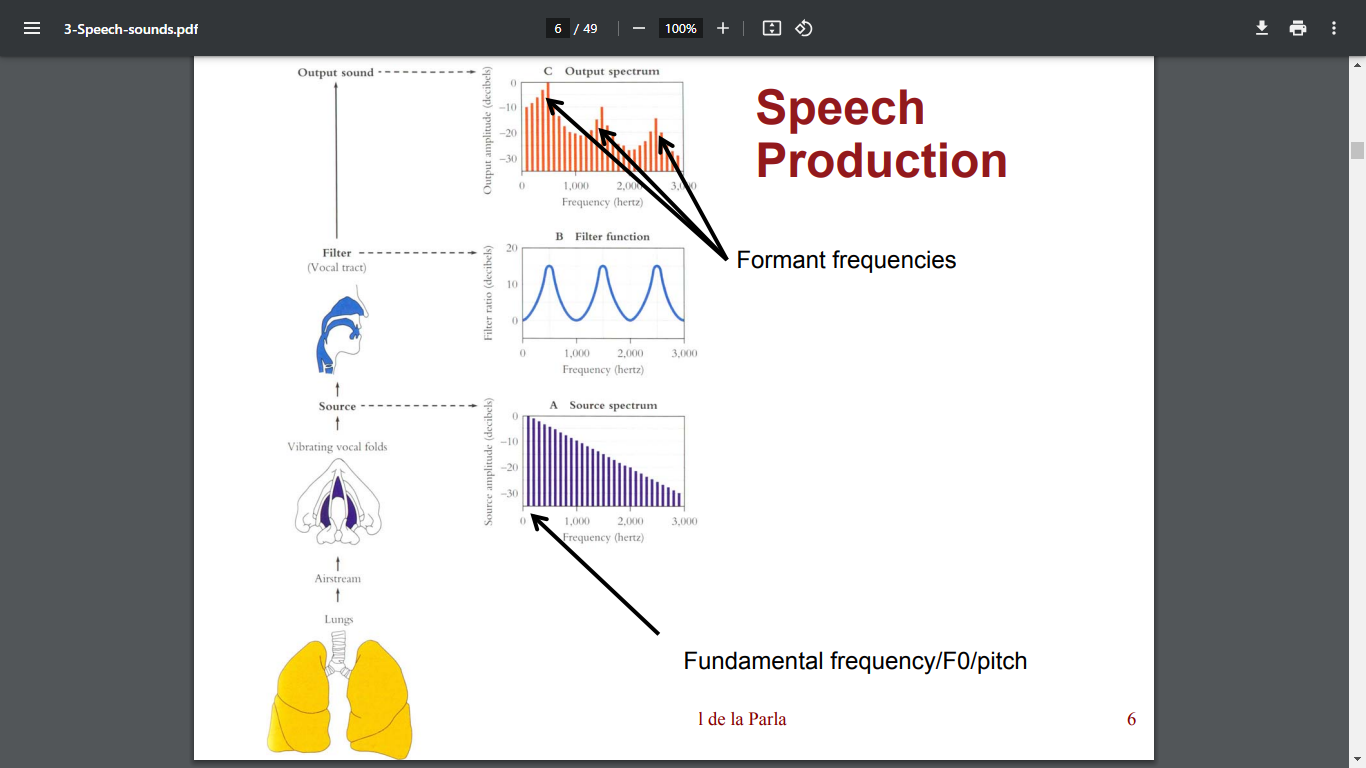 3-Speech-sounds.pdf
6 / 49
100%
Speech
Production
Output sound
C Output spectrum
Output amplitude (decibels)
0
−10
−20
−30
0 1,000 2,000 3,000
Frequency (hertz)
Formant frequencies
Filter
(Vocal tract)
B Filter function
Filter ratio (decibels)
20
10
0
0 1,000 2,000 3,000
Frequency (hertz)
Source
Vibrating vocal folds
A Source spectrum
Source amplitude (decibels)
0
−10
−20
−30
0 1,000 2,000 3,000
Frequency (hertz)
Airstream
Lungs
Fundamental frequency/F0/pitch
l de la Parla
6